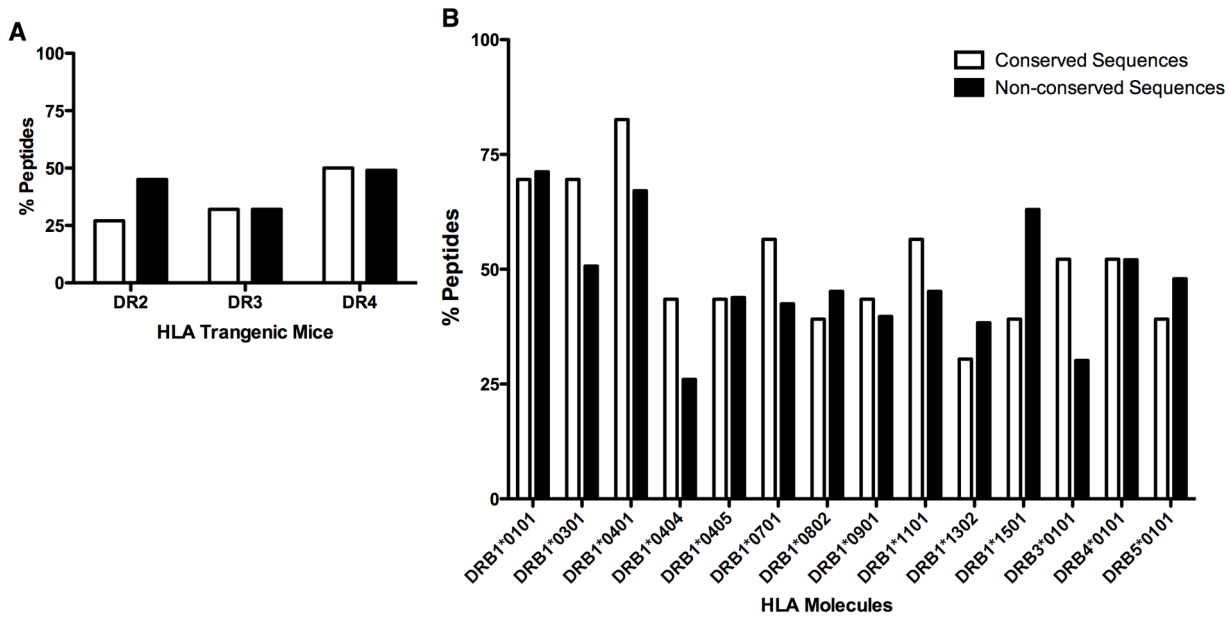 A
% Peptides
100
75
50
25
0
DR2 DR3 DR4
HLA Trangenic Mice
B
Conserved Sequences
Non-conserved Sequences
% Peptides
100
75
50
25
0
DRB1*0101
DRB1*0301
DRB1*0401
DRB1*0404
DRB1*0405
DRB1*0701
DRB1*0802
DRB1*0901
DRB1*1101
DRB1*1302
DRB1*1501
DRB3*0101
DRB4*0101
DRB5*0101
HLA Molecules